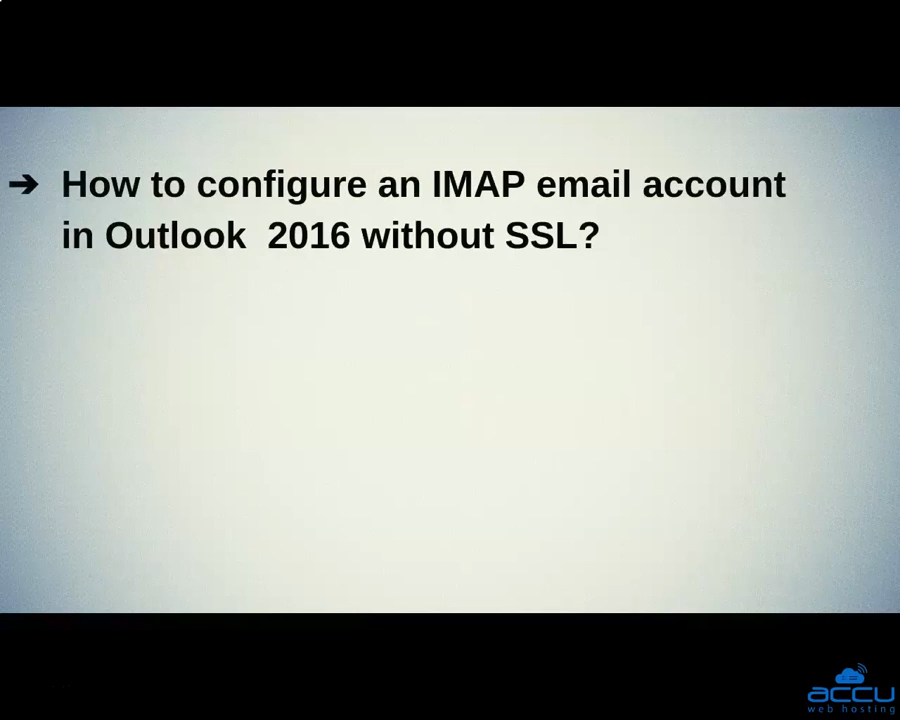 ➔ How to configure an IMAP email account
in Outlook  2016 without SSL?
accu
web hosting